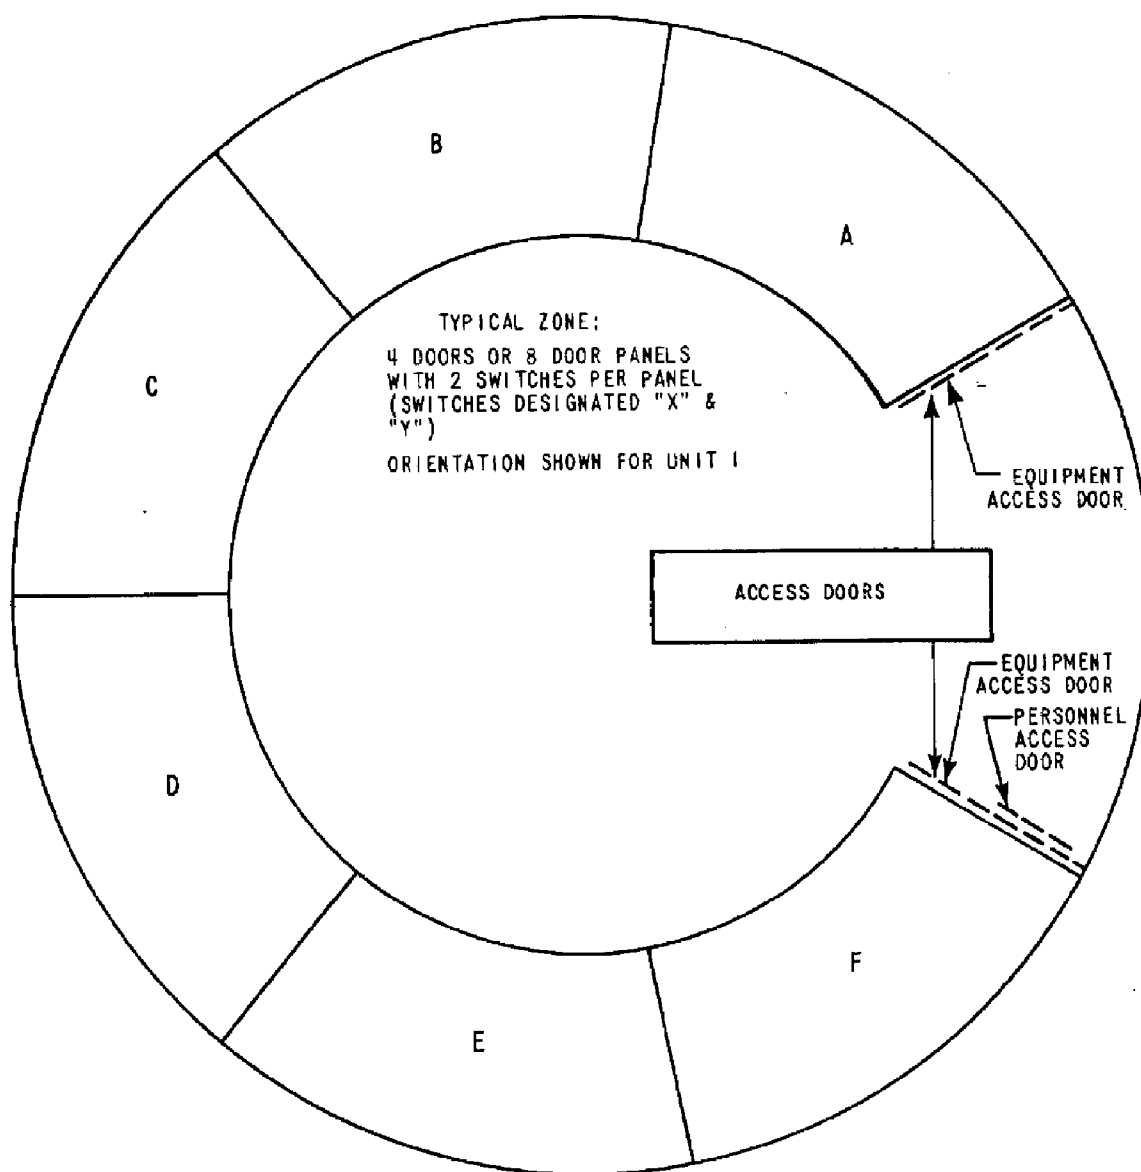 B
A
TYPICAL ZONE:
4 DOORS OR 8 DOOR PANELS
WITH 2 SWITCHES PER PANEL
(SWITCHES DESIGNATED "X" &
"Y")
ORIENTATION SHOWN FOR UNIT 1
C
EQUIPMENT
ACCESS DOOR
ACCESS DOORS
EQUIPMENT
ACCESS DOOR
PERSONNEL
ACCESS
DOOR
D
F
E